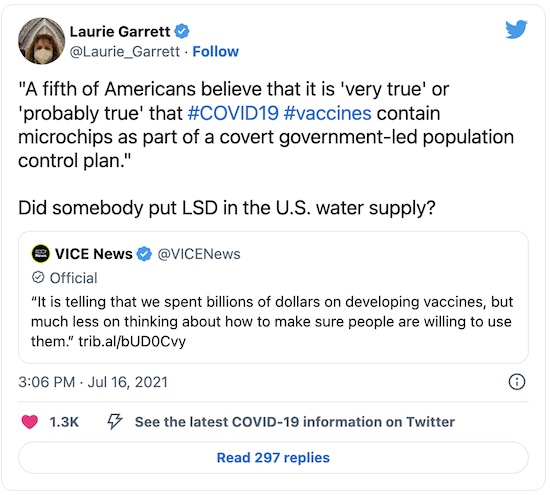 Laurie Garrett
@Laurie_Garrett · Follow
"A fifth of Americans believe that it is 'very true' or
'probably true' that #COVID19 #vaccines contain
microchips as part of a covert government-led population
control plan."
Did somebody put LSD in the U.S. water supply?
VICE News @VICENews
Official
“It is telling that we spent billions of dollars on developing vaccines, but
much less on thinking about how to make sure people are willing to use
them.” trib.al/bUD0Cvy
3:06 PM · Jul 16, 2021
1.3K See the latest COVID-19 information on Twitter
Read 297 replies